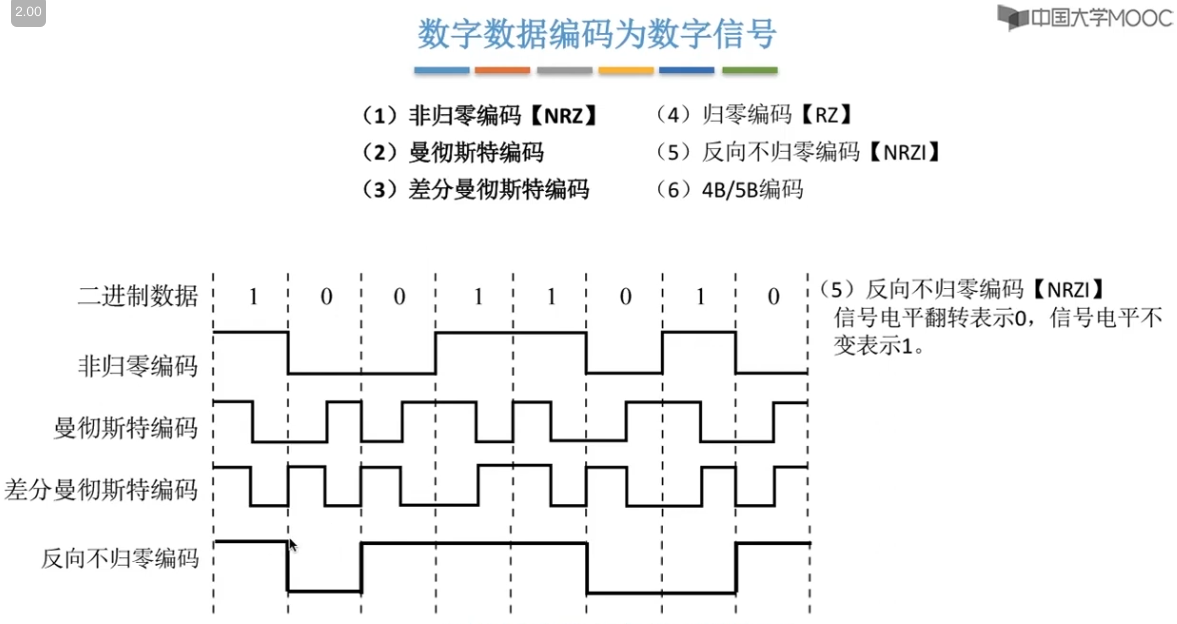 2.00
中国大学MOOC
数字数据编码为数字信号
（1）非归零编码【NRZ】 （4）归零编码【RZ】
（2）曼彻斯特编码 （5）反向不归零编码【NRZI】
（3）差分曼彻斯特编码 （6）4B/5B编码
二进制数据 1 0 0 1 1 0 1 0
（5）反向不归零编码【NRZI】
信号电平翻转表示0，信号电平不
变表示1。
非归零编码
曼彻斯特编码
差分曼彻斯特编码
反向不归零编码